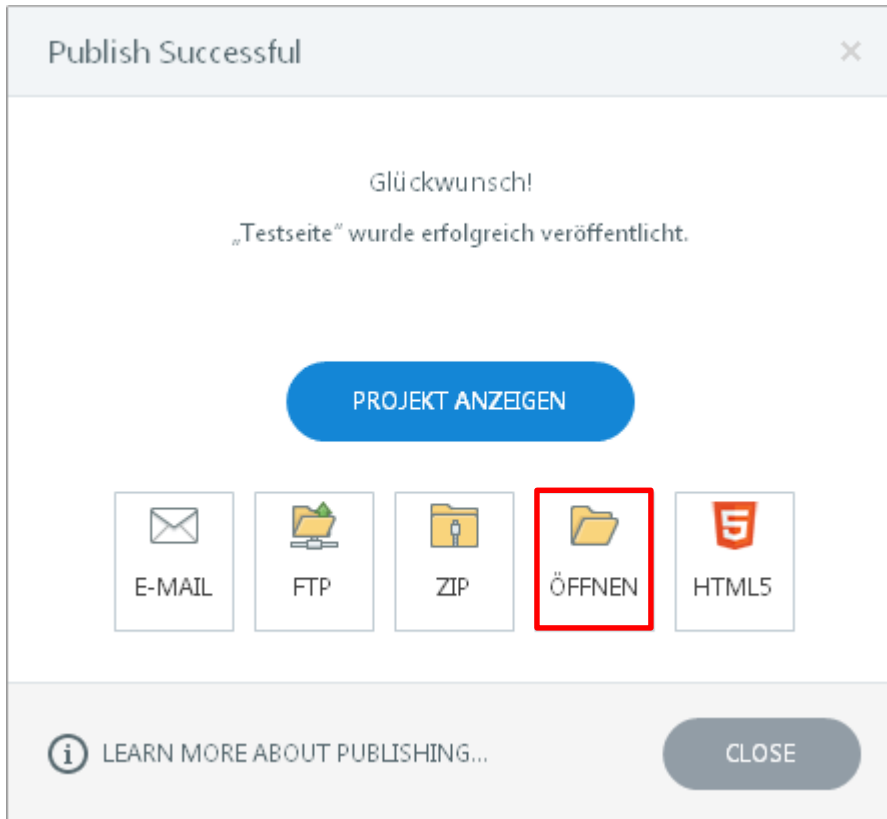 Publish Successful
Glückwunsch!
„Testseite“ wurde erfolgreich veröffentlicht.
PROJEKT ANZEIGEN
E-MAIL FTP ZIP ÖFFNEN HTML5
LEARN MORE ABOUT PUBLISHING...
CLOSE